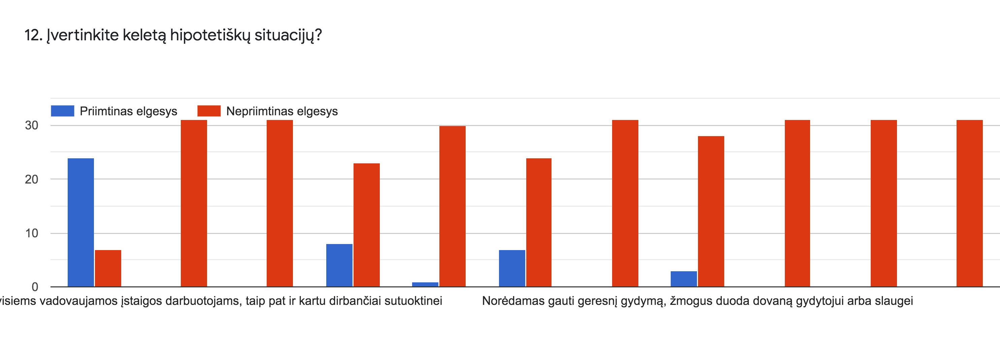 12. Įvertinkite keletą hipotetiškų situacijų?
Priimtinas elgesys
Nepriimtinas elgesys
30
20
10
0
visiems vadovaujamos įstaigos darbuotojams, taip pat ir kartu dirbančiai sutuoktinei
Norėdamas gauti geresnį gydymą, žmogus duoda dovaną gydytojui arba slaugei